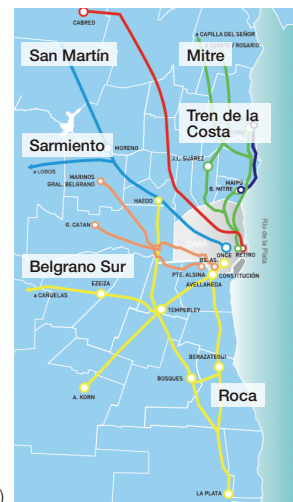 CABRED
a CAPILLA DEL SEÑOR
/ ROSARIO
San Martín
Mitre
Tren de la
Costa
Sarmiento
MORENO
J.L. SUÁREZ
a LOBOS
MARINOS
GRAL. BELGRANO
MAIPÚ
B. MITRE
HAEDO
G. CATAN
CABA
Río de la Plata
ONCE
RETIRO
BS. AS.
CONSTITUCIÓN
PTE. ALSINA
AVELLANEDA
Belgrano Sur
EZEIZA
a CAÑUELAS
TEMPERLEY
BERAZATEGUI
BOSQUES
A. KORN
Roca
LA PLATA
)